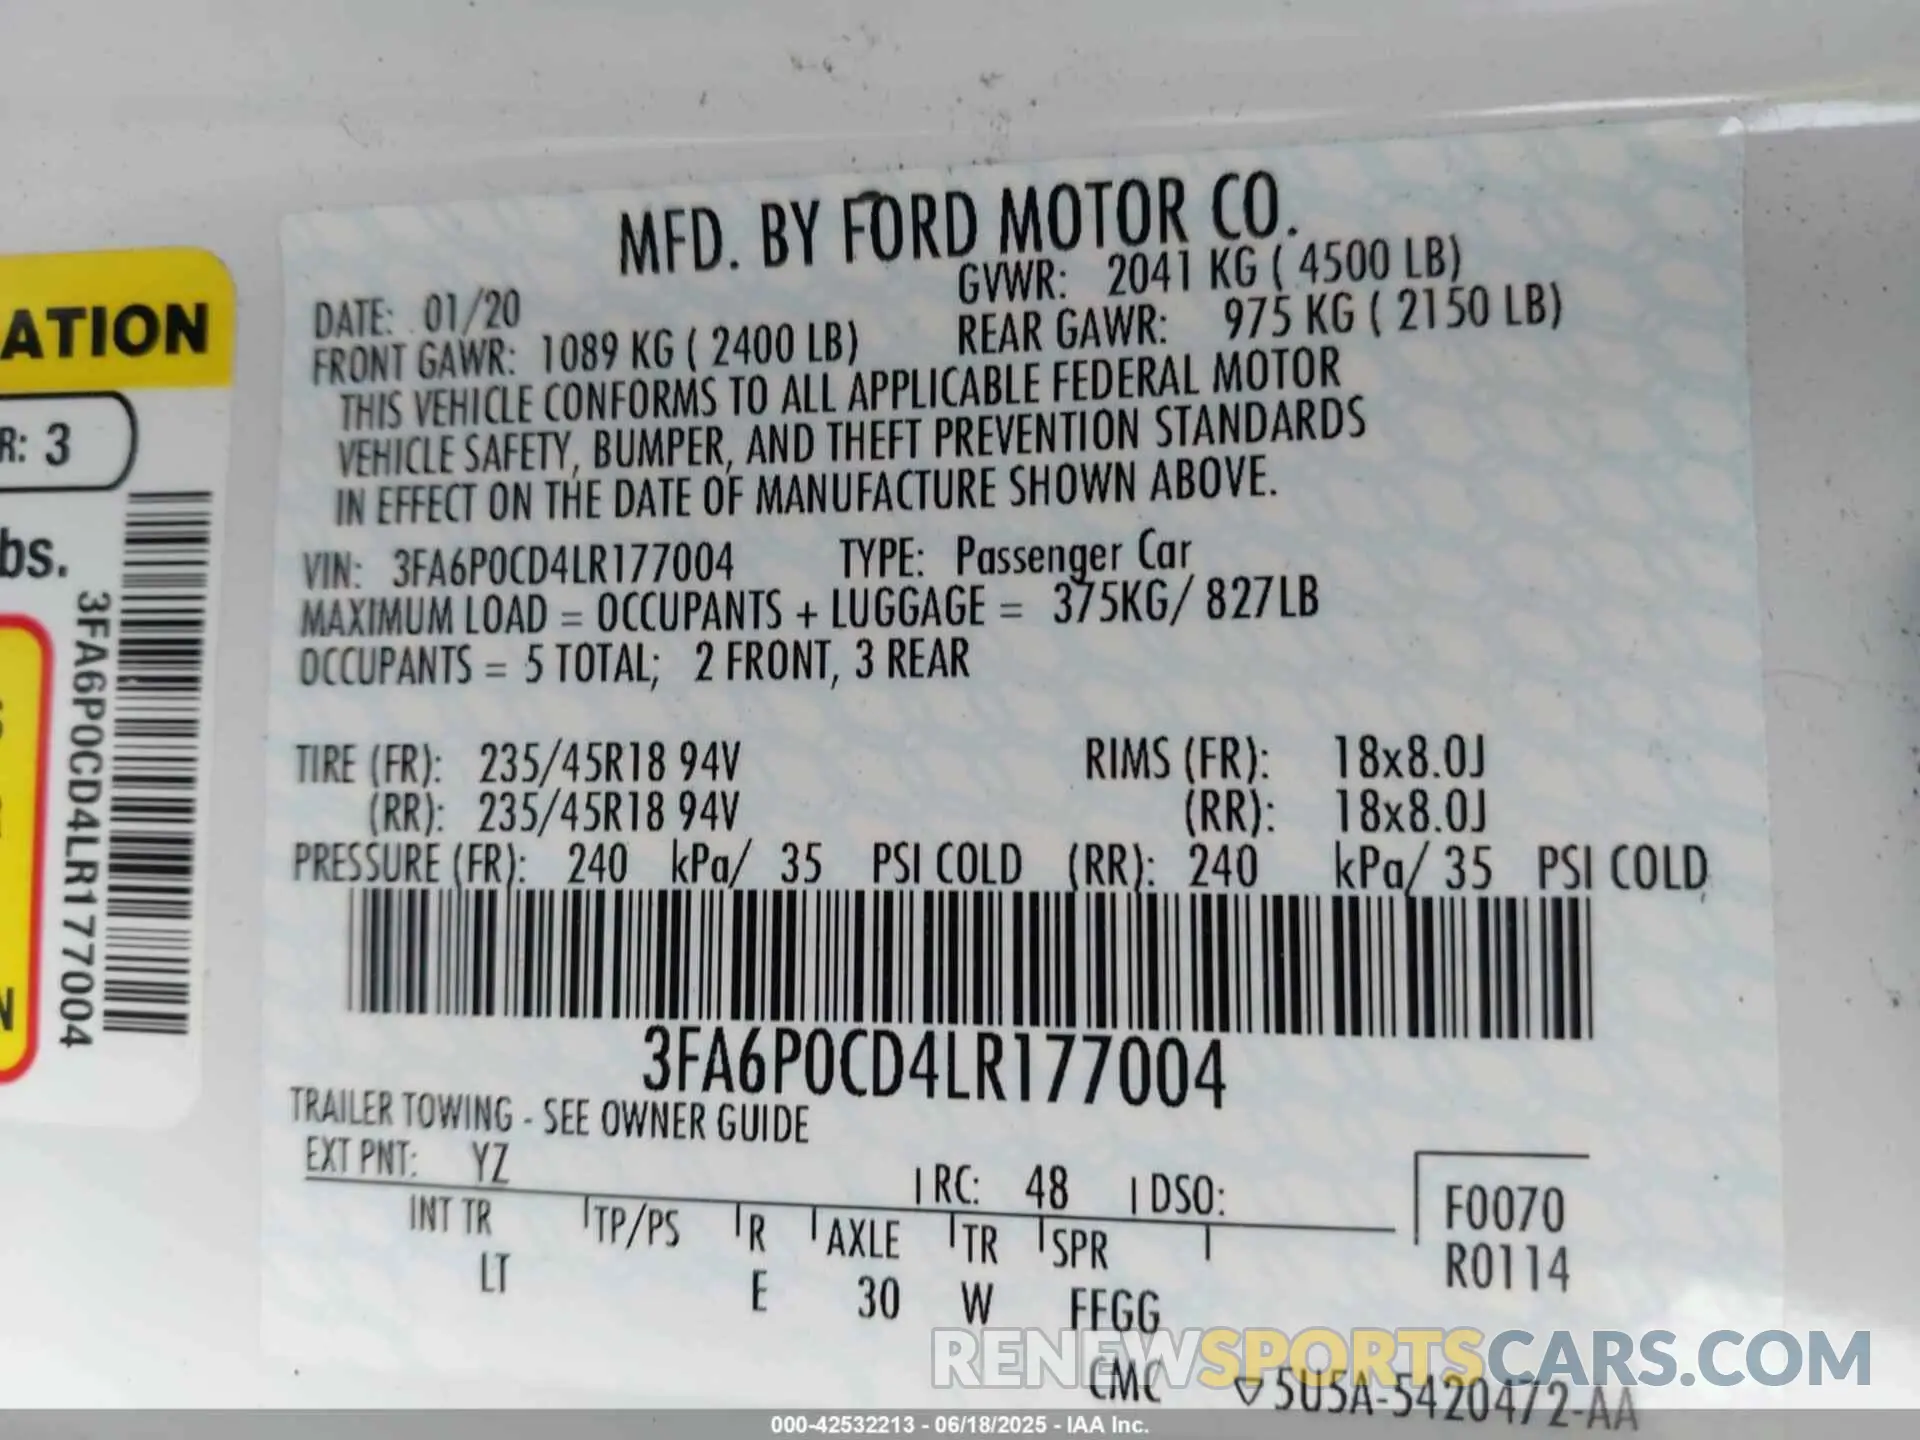 MFD. BY FORD MOTOR CO.
DATE: 01/20 GVWR: 2041 KG ( 4500 LB)
FRONT GAWR: 1089 KG ( 2400 LB) REAR GAWR: 975 KG ( 2150 LB)
THIS VEHICLE CONFORMS TO ALL APPLICABLE FEDERAL MOTOR
VEHICLE SAFETY, BUMPER, AND THEFT PREVENTION STANDARDS
IN EFFECT ON THE DATE OF MANUFACTURE SHOWN ABOVE.
VIN: 3FA6P0CD4LR177004 TYPE: Passenger Car
MAXIMUM LOAD = OCCUPANTS + LUGGAGE = 375KG/ 827LB
OCCUPANTS = 5 TOTAL; 2 FRONT, 3 REAR
TIRE (FR): 235/45R18 94V RIMS (FR): 18x8.0J
(RR): 235/45R18 94V (RR): 18x8.0J
PRESSURE (FR): 240 kPa/ 35 PSI COLD (RR): 240 kPa/ 35 PSI COLD
3FA6P0CD4LR177004
TRAILER TOWING - SEE OWNER GUIDE
EXT PNT: YZ RC: 48 DSO:
INT TR TP/PS R AXLE TR SPR
LT E 30 W FFGG
F0070
R0114
CMC 5U5A-5420472-AA
ATION
R: 3
bs.
3FA6P0CD4LR177004
N
RENEWSPORTSCARS.COM
000-42532213 - 06/18/2025 - IAA Inc.